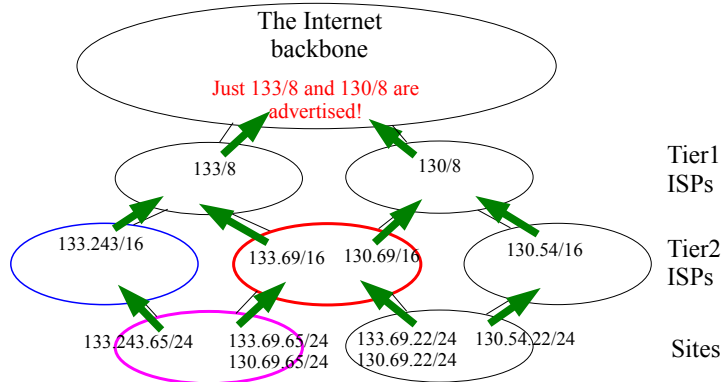 The Internet
backbone
Just 133/8 and 130/8 are
advertised!
133/8
130/8
Tier1
ISPs
133.243/16
133.69/16
130.69/16
130.54/16
Tier2
ISPs
133.243.65/24
133.69.65/24
130.69.65/24
133.69.22/24
130.69.22/24
130.54.22/24
Sites